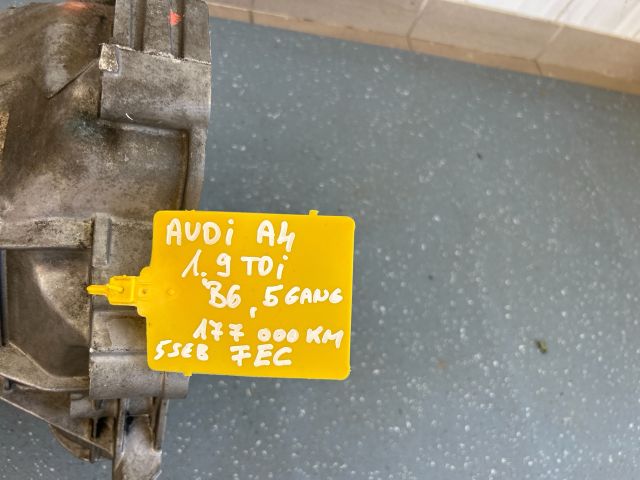 AUDi A4
1.9 TDi
B6, 5GANG
177 000 KM
5SEB FEC